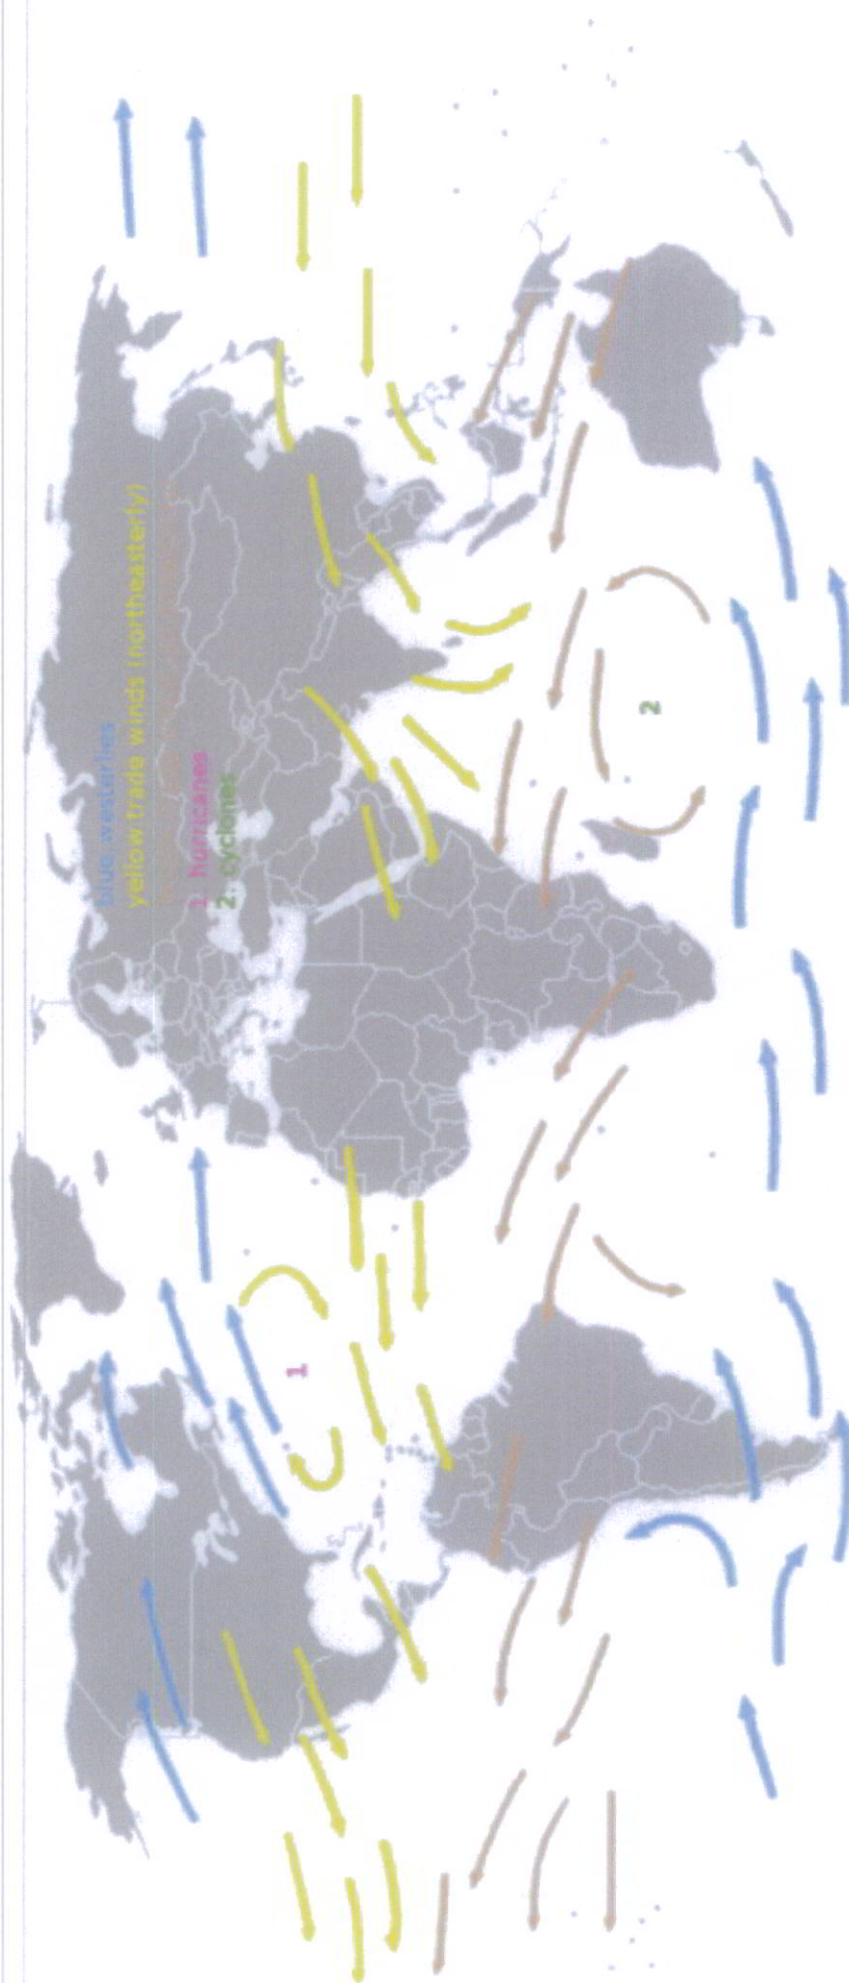 blue westerlies
yellow trade winds (northeasterly)
1. hurricanes
2. cyclones
1
2